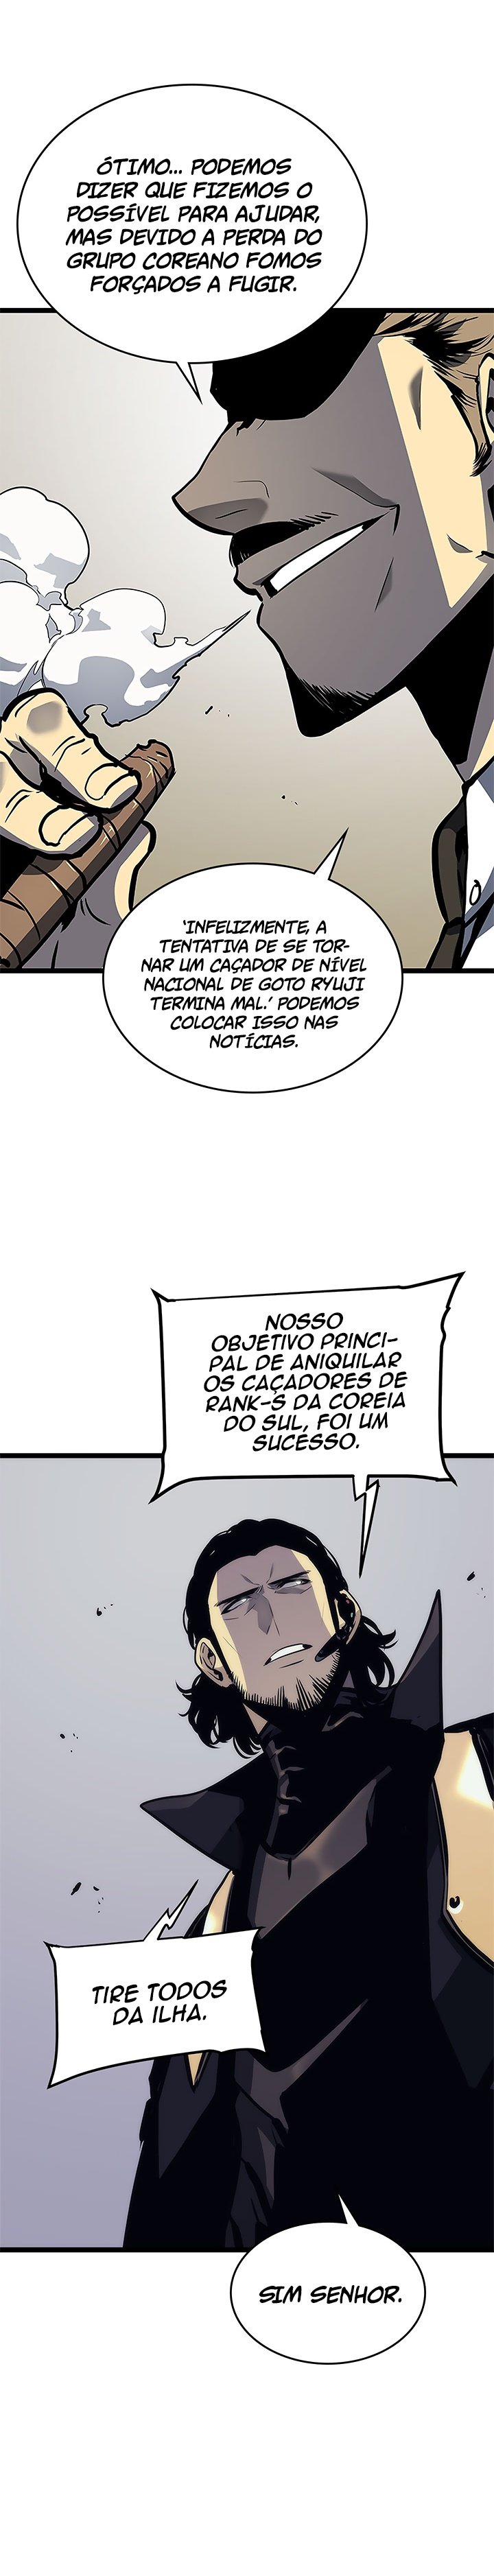 ÓTIMO... PODEMOS
DIZER QUE FIZEMOS O
POSSÍVEL PARA AJUDAR,
MAS DEVIDO A PERDA DO
GRUPO COREANO FOMOS
FORÇADOS A FUGIR.
'INFELIZMENTE, A
TENTATIVA DE SE TOR-
NAR UM CAÇADOR DE NÍVEL
NACIONAL DE GOTO RYUJI
TERMINA MAL.' PODEMOS
COLOCAR ISSO NAS
NOTÍCIAS.
NOSSO
OBJETIVO PRINCI-
PAL DE ANIQUILAR
OS CAÇADORES DE
RANK-S DA COREIA
DO SUL, FOI UM
SUCESSO.
TIRE TODOS
DA ILHA.
SIM SENHOR.